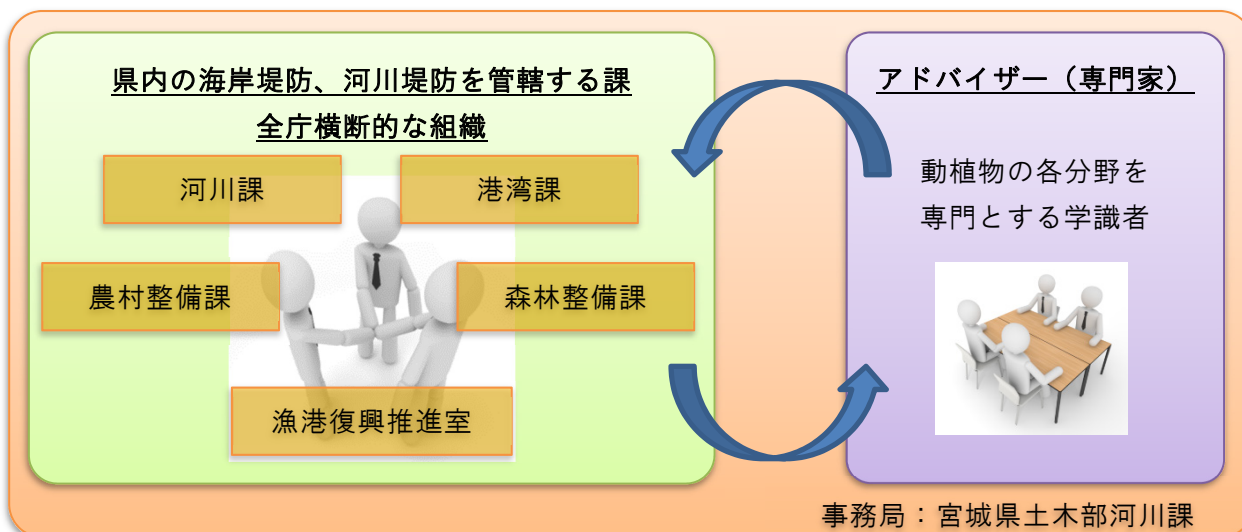 県内の海岸堤防、河川堤防を管轄する課
全庁横断的な組織
河川課
港湾課
農村整備課
森林整備課
漁港復興推進室
アドバイザー（専門家）
動植物の各分野を
専門とする学識者
事務局：宮城県土木部河川課